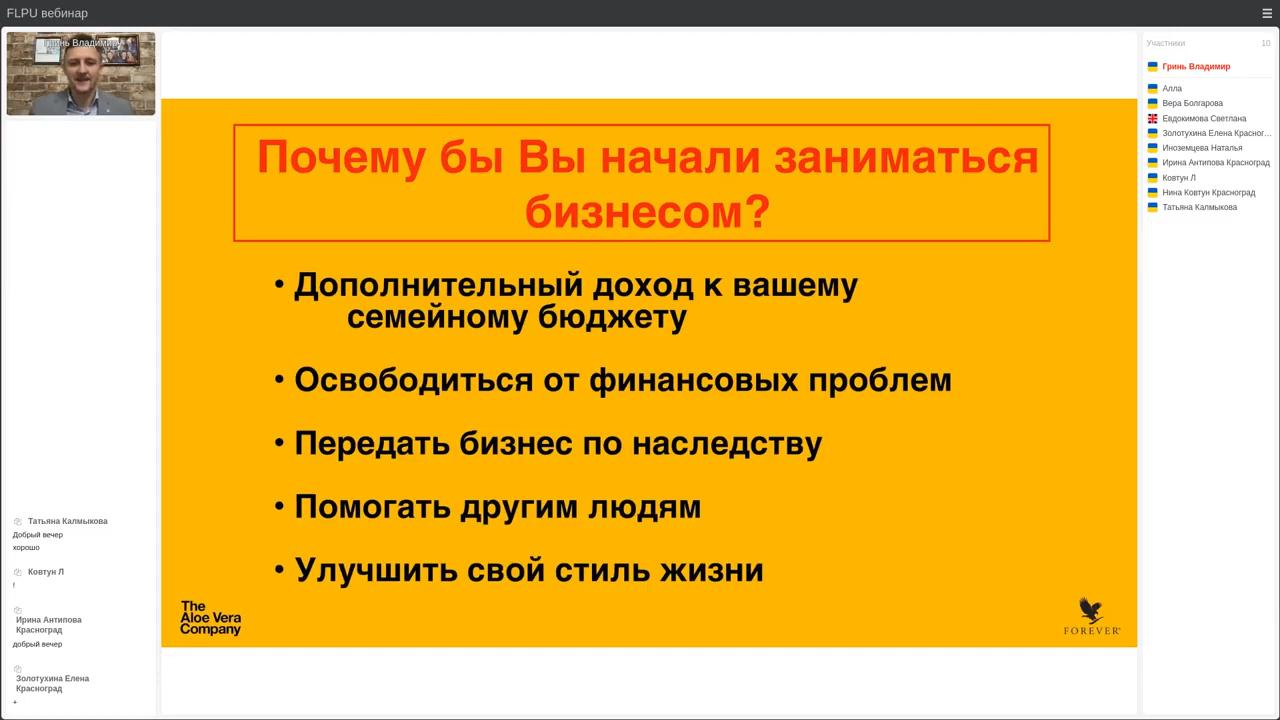 FLPU вебинар
Гринь Владимир
Почему бы Вы начали заниматься
бизнесом?
• Дополнительный доход к вашему
семейному бюджету
• Освободиться от финансовых проблем
• Передать бизнес по наследству
• Помогать другим людям
• Улучшить свой стиль жизни
The
Aloe Vera
Company
FOREVER®
Татьяна Калмыкова
Добрый вечер
хорошо
Ковтун Л
!
Ирина Антипова
Красноград
добрый вечер
Золотухина Елена
Красноград
+
Участники 10
Гринь Владимир
Алла
Вера Болгарова
Евдокимова Светлана
Золотухина Елена Красног...
Иноземцева Наталья
Ирина Антипова Красноград
Ковтун Л
Нина Ковтун Красноград
Татьяна Калмыкова